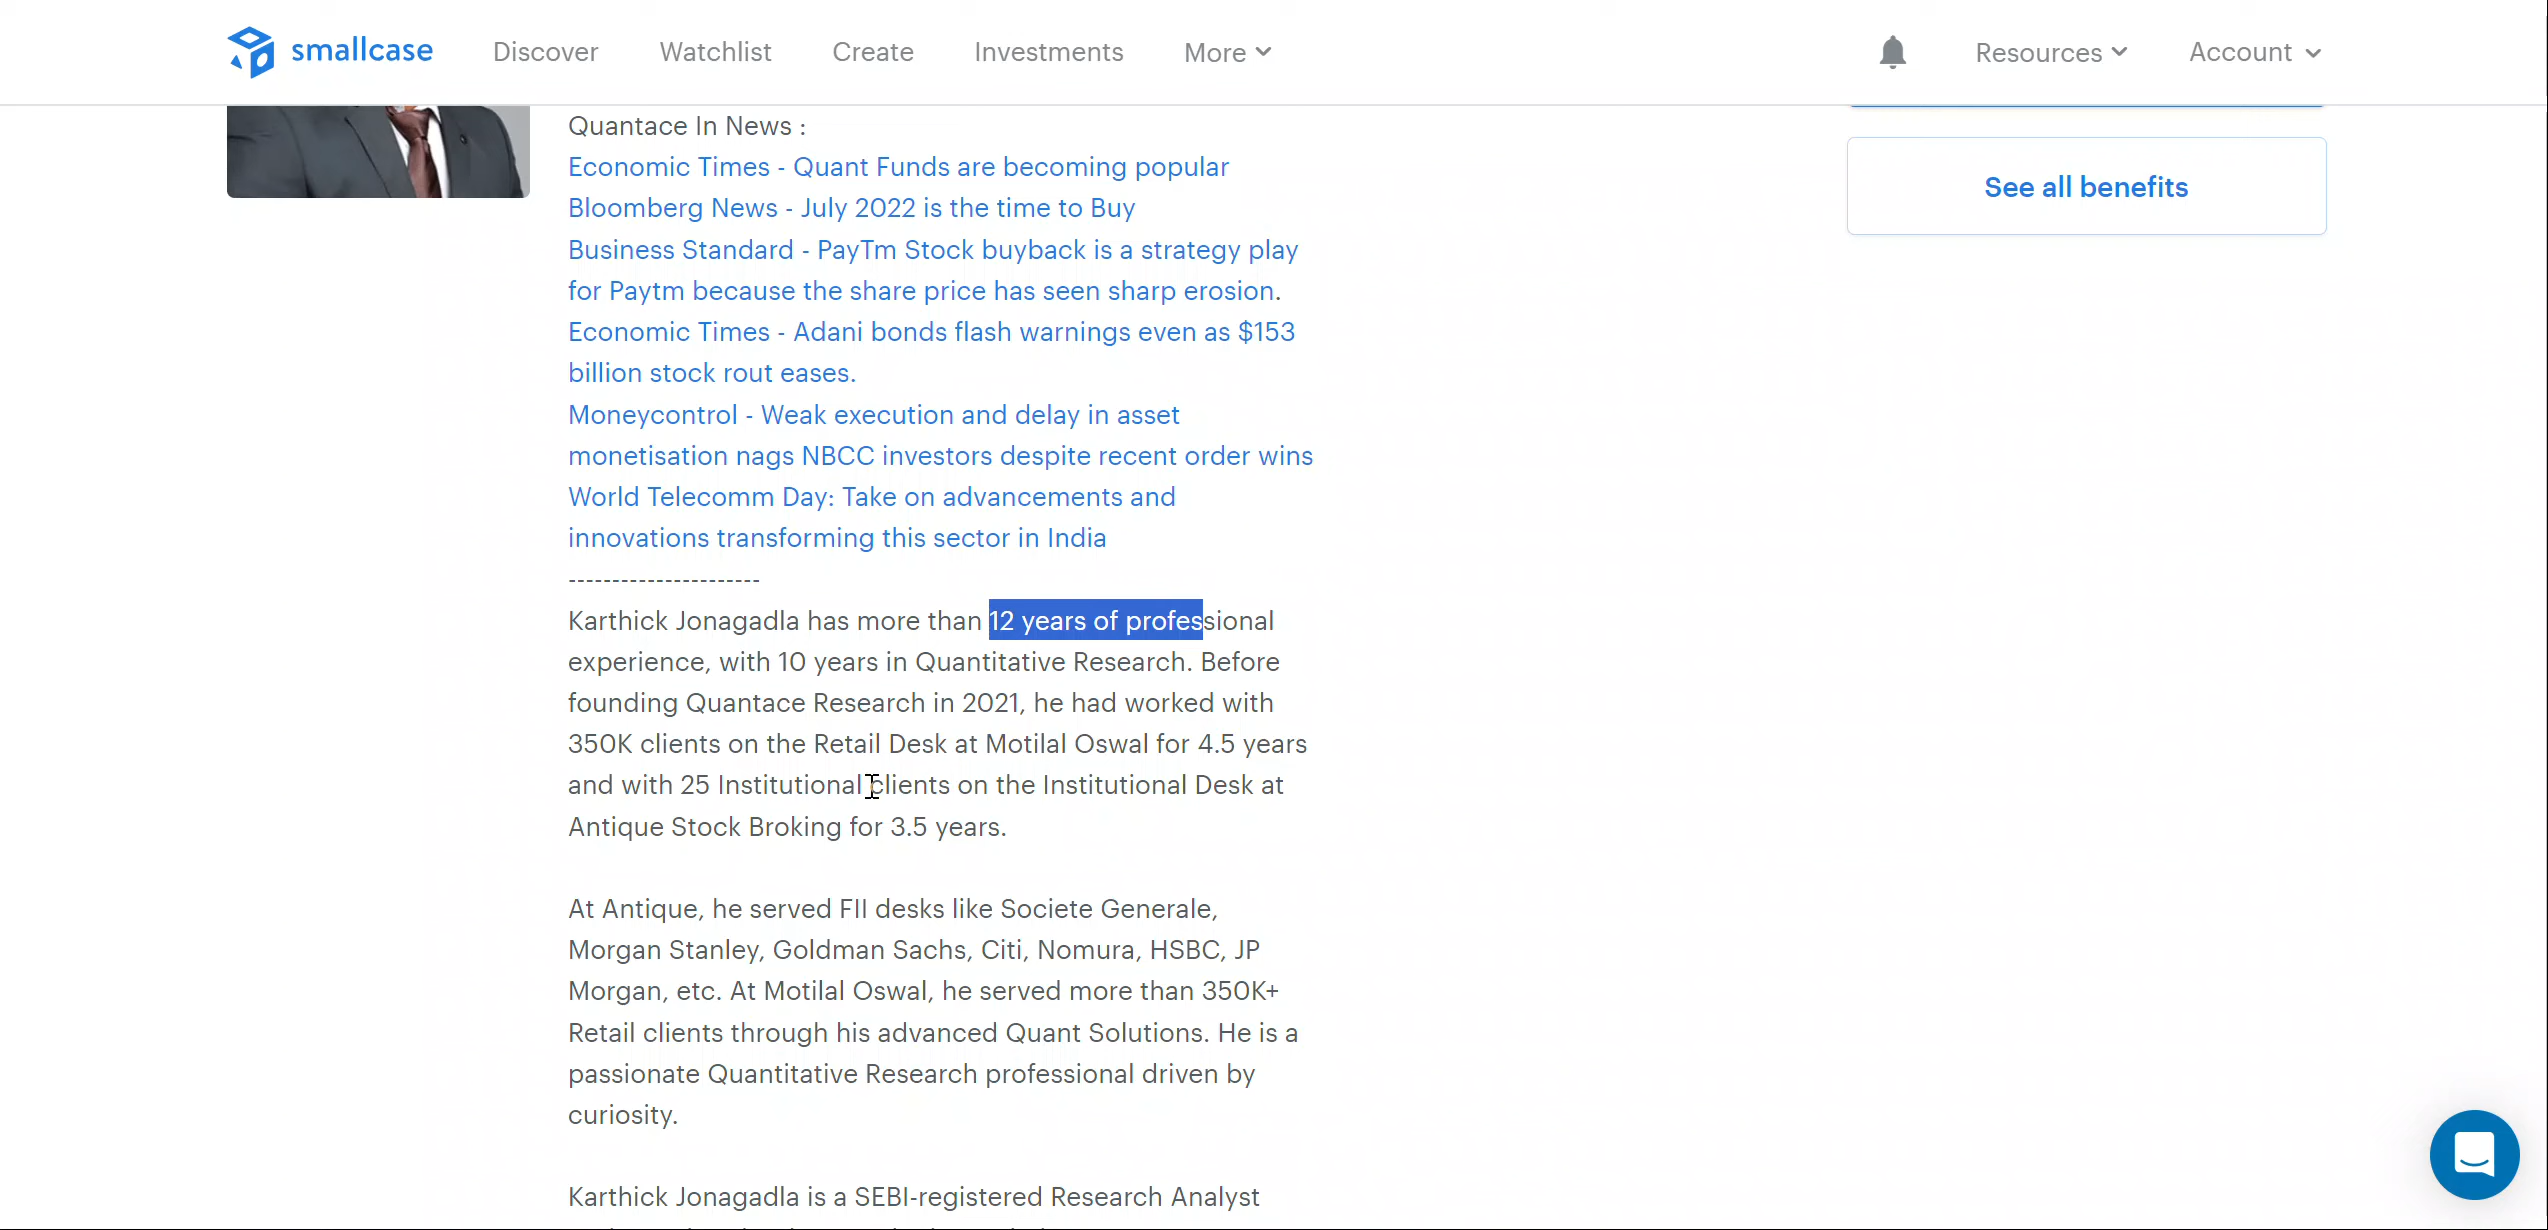 smallcase
Discover
Watchlist
Create
Investments
More
Resources
Account
Quantace In News :
Economic Times - Quant Funds are becoming popular
Bloomberg News - July 2022 is the time to Buy
Business Standard - PayTm Stock buyback is a strategy play
for Paytm because the share price has seen sharp erosion.
Economic Times - Adani bonds flash warnings even as $153
billion stock rout eases.
Moneycontrol - Weak execution and delay in asset
monetisation nags NBCC investors despite recent order wins
World Telecomm Day: Take on advancements and
innovations transforming this sector in India
----------------------
Karthick Jonagadla has more than 12 years of professional
experience, with 10 years in Quantitative Research. Before
founding Quantace Research in 2021, he had worked with
350K clients on the Retail Desk at Motilal Oswal for 4.5 years
and with 25 Institutional clients on the Institutional Desk at
Antique Stock Broking for 3.5 years.
At Antique, he served FII desks like Societe Generale,
Morgan Stanley, Goldman Sachs, Citi, Nomura, HSBC, JP
Morgan, etc. At Motilal Oswal, he served more than 350K+
Retail clients through his advanced Quant Solutions. He is a
passionate Quantitative Research professional driven by
curiosity.
Karthick Jonagadla is a SEBI-registered Research Analyst
See all benefits